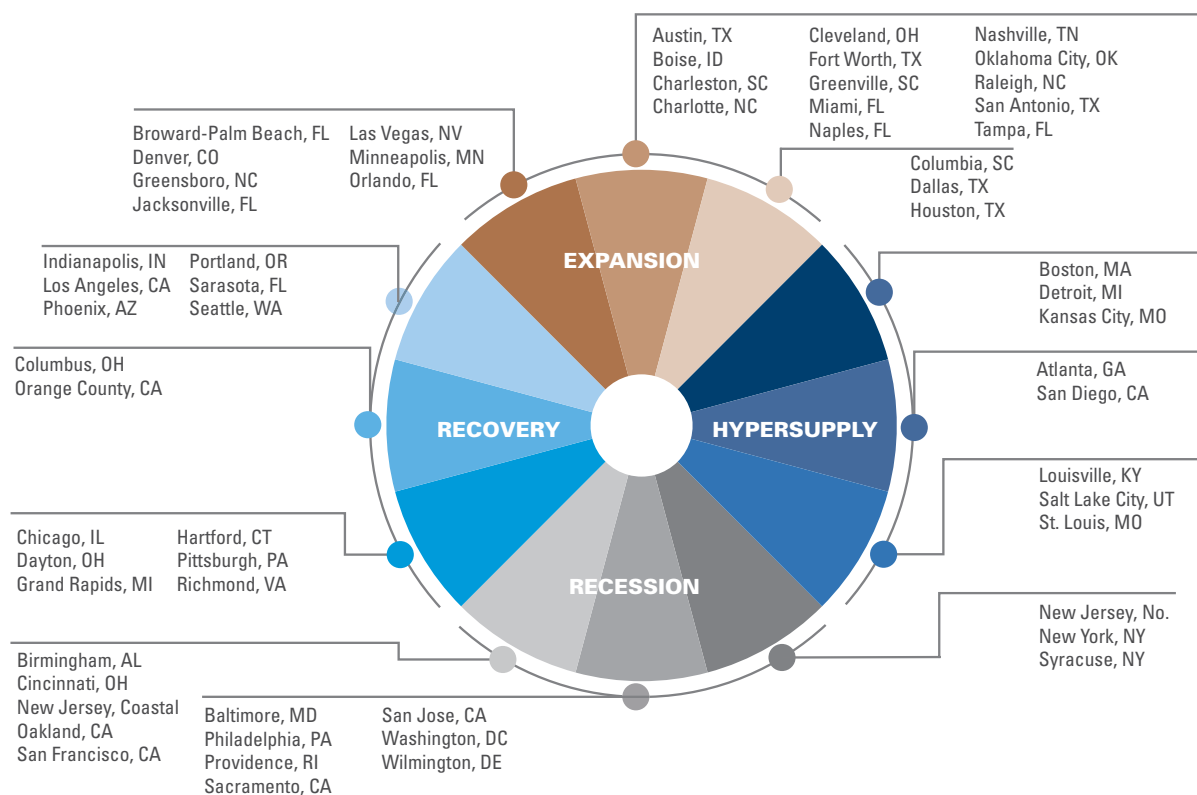 Austin, TX
Boise, ID
Charleston, SC
Charlotte, NC
Cleveland, OH
Fort Worth, TX
Greenville, SC
Miami, FL
Naples, FL
Nashville, TN
Oklahoma City, OK
Raleigh, NC
San Antonio, TX
Tampa, FL
Broward-Palm Beach, FL
Denver, CO
Greensboro, NC
Jacksonville, FL
Las Vegas, NV
Minneapolis, MN
Orlando, FL
Columbia, SC
Dallas, TX
Houston, TX
EXPANSION
Indianapolis, IN
Los Angeles, CA
Phoenix, AZ
Portland, OR
Sarasota, FL
Seattle, WA
Boston, MA
Detroit, MI
Kansas City, MO
Columbus, OH
Orange County, CA
Atlanta, GA
San Diego, CA
RECOVERY
HYPERSUPPLY
Louisville, KY
Salt Lake City, UT
St. Louis, MO
Chicago, IL
Dayton, OH
Grand Rapids, MI
Hartford, CT
Pittsburgh, PA
Richmond, VA
RECESSION
New Jersey, No.
New York, NY
Syracuse, NY
Birmingham, AL
Cincinnati, OH
New Jersey, Coastal
Oakland, CA
San Francisco, CA
Baltimore, MD
Philadelphia, PA
Providence, RI
Sacramento, CA
San Jose, CA
Washington, DC
Wilmington, DE